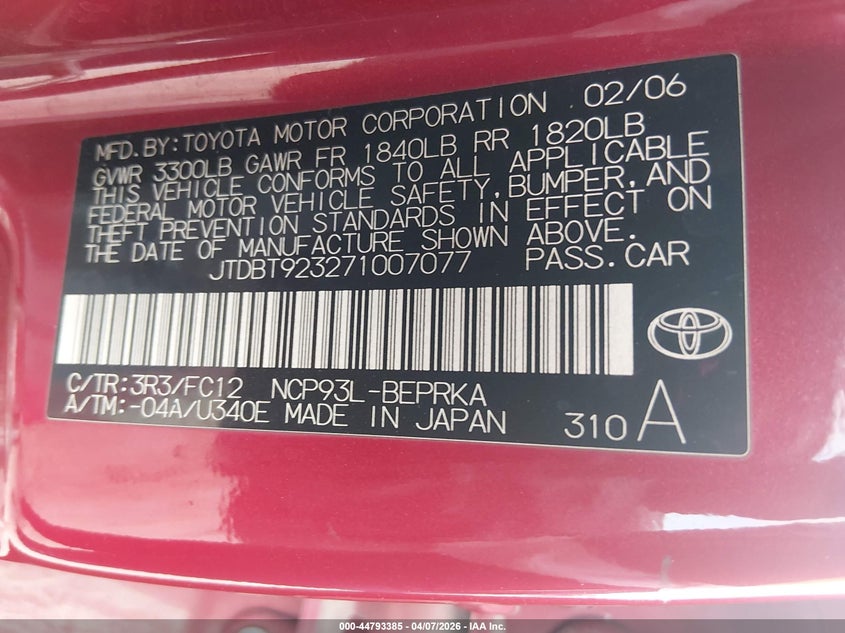 MFD.BY:TOYOTA MOTOR CORPORATION 02/06
GVWR 3300LB GAWR FR 1840LB RR 1820LB
THIS VEHICLE CONFORMS TO ALL APPLICABLE
FEDERAL MOTOR VEHICLE SAFETY,BUMPER,AND
THEFT PREVENTION STANDARDS IN EFFECT ON
THE DATE OF MANUFACTURE SHOWN ABOVE.
JTDBT923271007077 PASS.CAR
C/TR:3R3/FC12 NCP93L-BEPRKA
A/TM:-04A/U340E MADE IN JAPAN
310 A
000-44793385 - 04/07/2026 - IAA Inc.